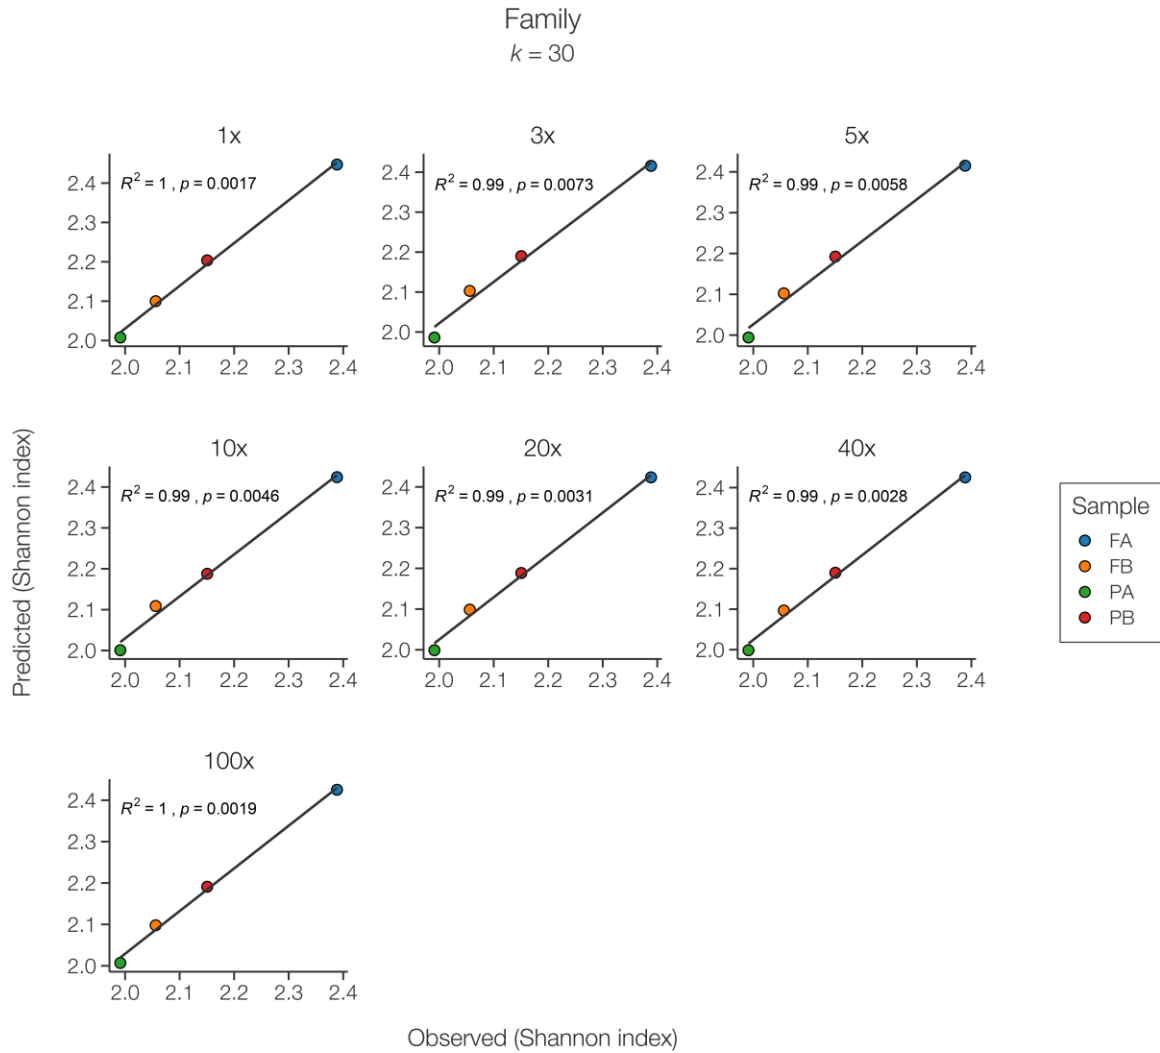 Family
k = 30
1x
R² = 1 , p = 0.0017
2.4
2.3
2.2
2.1
2.0
2.0 2.1 2.2 2.3 2.4
3x
R² = 0.99 , p = 0.0073
2.4
2.3
2.2
2.1
2.0
2.0 2.1 2.2 2.3 2.4
5x
R² = 0.99 , p = 0.0058
2.4
2.3
2.2
2.1
2.0
2.0 2.1 2.2 2.3 2.4
Predicted (Shannon index)
10x
R² = 0.99 , p = 0.0046
2.4
2.3
2.2
2.1
2.0
2.0 2.1 2.2 2.3 2.4
20x
R² = 0.99 , p = 0.0031
2.4
2.3
2.2
2.1
2.0
2.0 2.1 2.2 2.3 2.4
40x
R² = 0.99 , p = 0.0028
2.4
2.3
2.2
2.1
2.0
2.0 2.1 2.2 2.3 2.4
Sample
FA
FB
PA
PB
100x
R² = 1 , p = 0.0019
2.4
2.3
2.2
2.1
2.0
2.0 2.1 2.2 2.3 2.4
Observed (Shannon index)